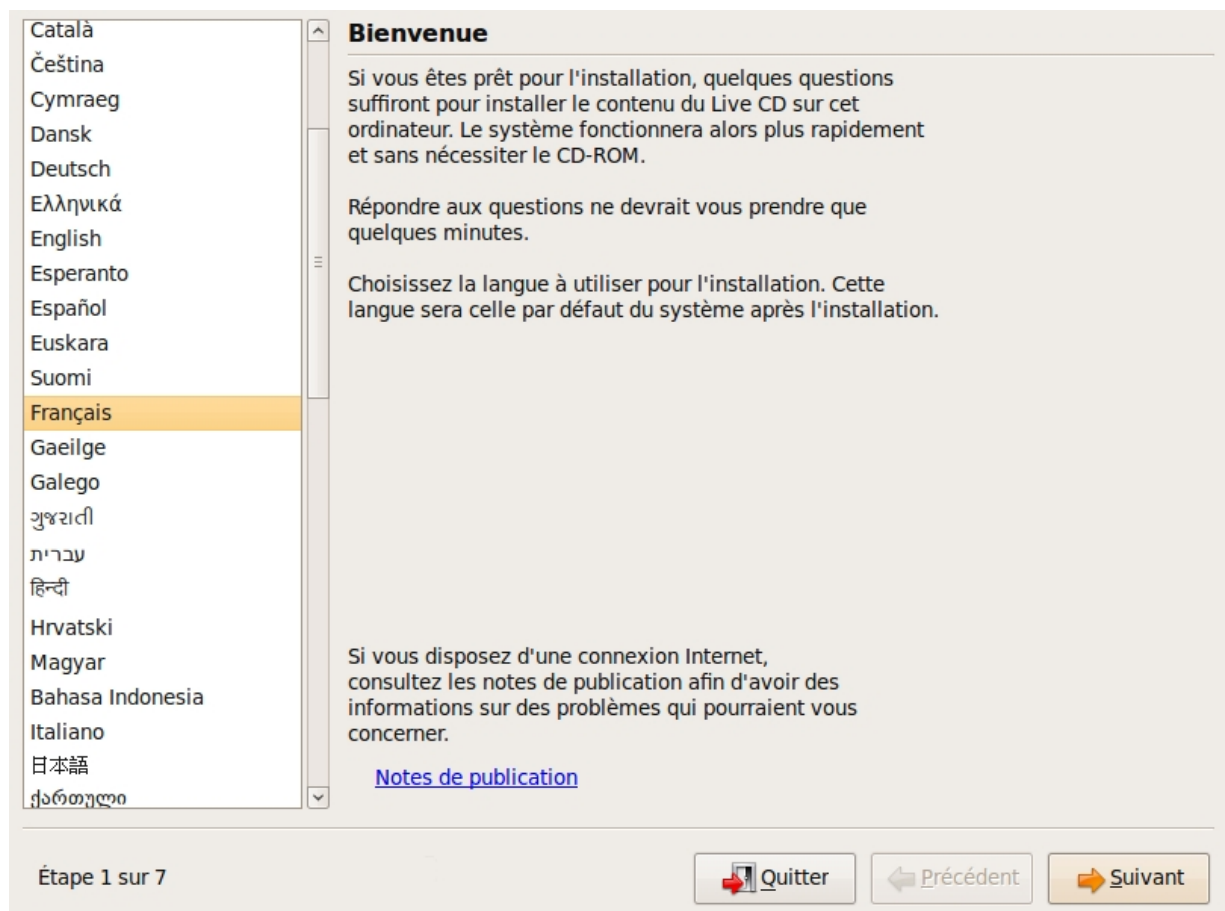 Català
Čeština
Cymraeg
Dansk
Deutsch
Ελληνικά
English
Esperanto
Español
Euskara
Suomi
Français
Gaeilge
Galego
ગુજરાતી
עברית
हिन्दी
Hrvatski
Magyar
Bahasa Indonesia
Italiano
日本語
ქართული
Bienvenue
Si vous êtes prêt pour l'installation, quelques questions
suffiront pour installer le contenu du Live CD sur cet
ordinateur. Le système fonctionnera alors plus rapidement
et sans nécessiter le CD-ROM.
Répondre aux questions ne devrait vous prendre que
quelques minutes.
Choisissez la langue à utiliser pour l'installation. Cette
langue sera celle par défaut du système après l'installation.
Si vous disposez d'une connexion Internet,
consultez les notes de publication afin d'avoir des
informations sur des problèmes qui pourraient vous
concerner.
Notes de publication
Étape 1 sur 7
Quitter
Précédent
Suivant